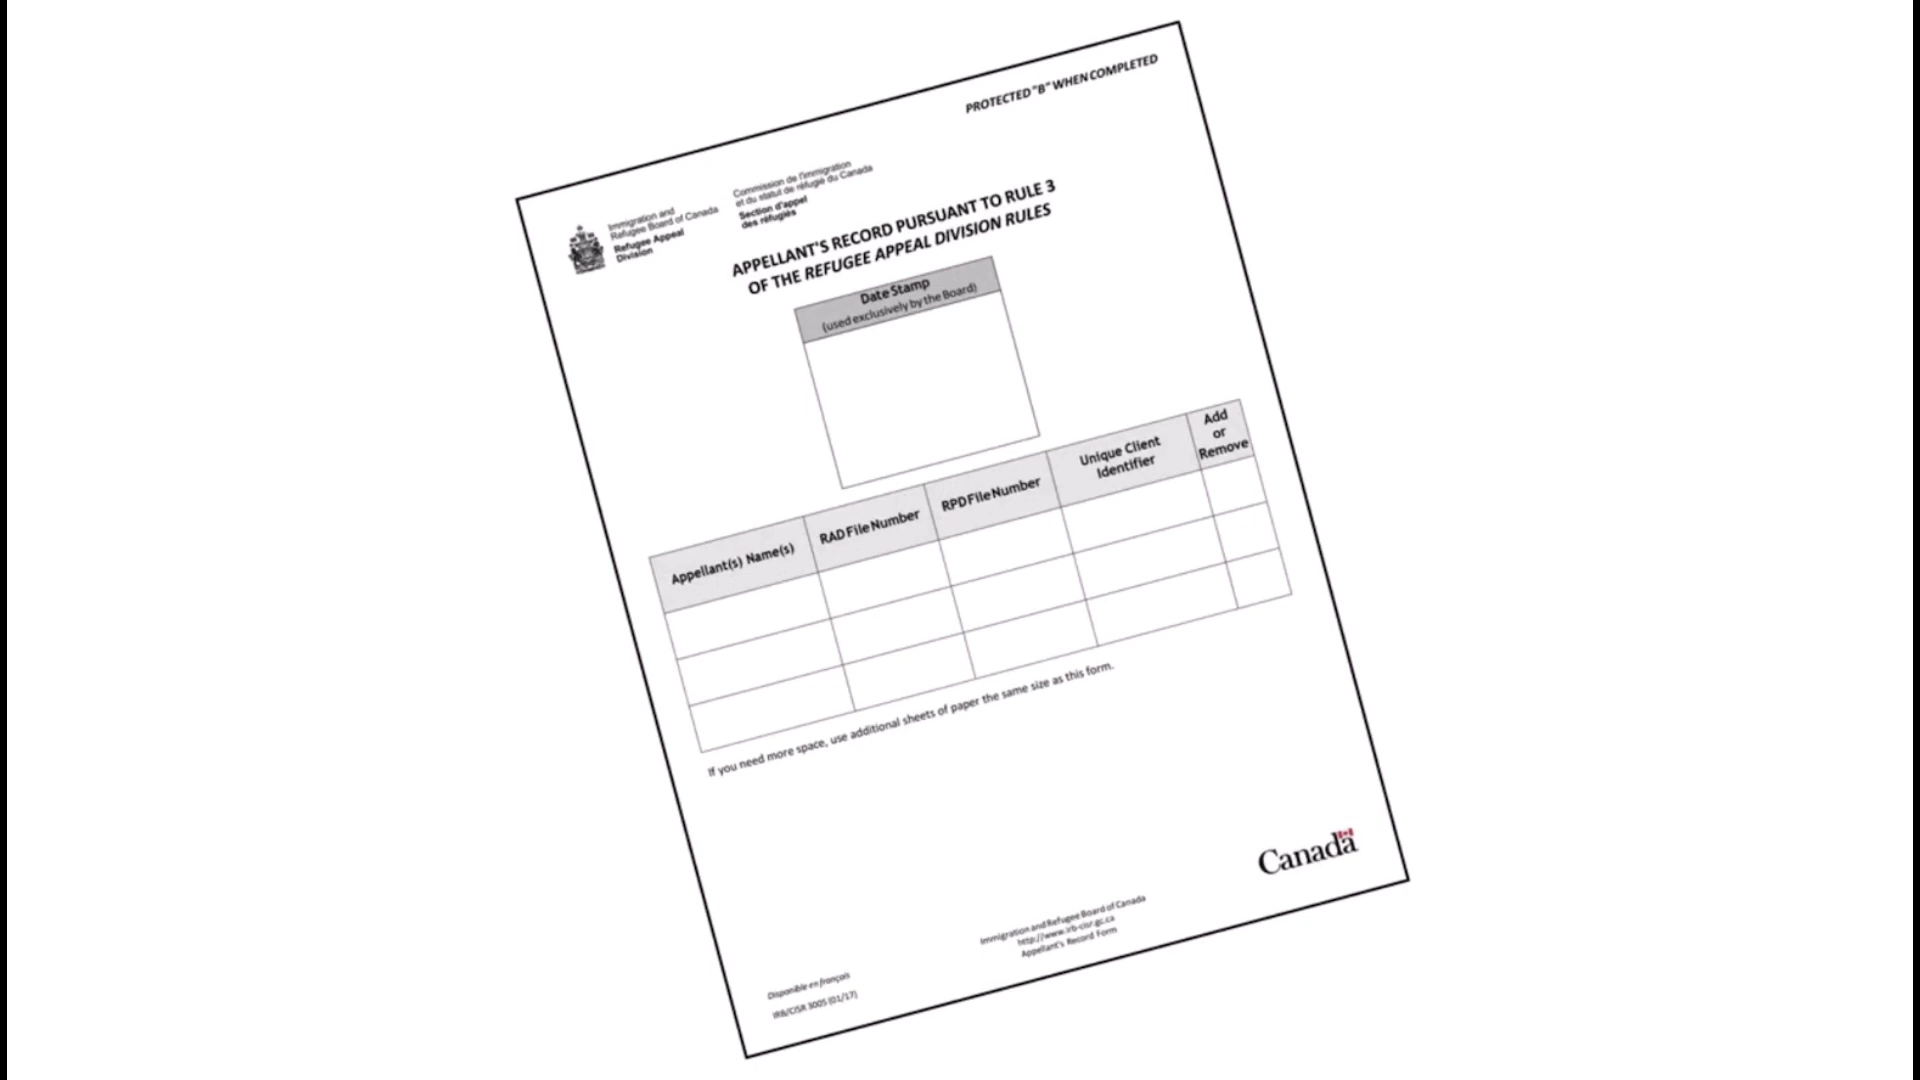 PROTECTED "B" WHEN COMPLETED
Immigration and
Refugee Board of Canada
Refugee Appeal
Division
Commission de l'immigration
et du statut de réfugié du Canada
Section d'appel
des réfugiés
APPELLANT'S RECORD PURSUANT TO RULE 3
OF THE REFUGEE APPEAL DIVISION RULES
Date Stamp
(used exclusively by the Board)
Appellant(s) Name(s)
RAD File Number
RPD File Number
Unique Client
Identifier
Add
or
Remove
If you need more space, use additional sheets of paper the same size as this form.
Canada
Immigration and Refugee Board of Canada
http://www.irb-cisr.gc.ca
Appellant's Record Form
Disponible en français
IRB/CISR 3005 (01/17)